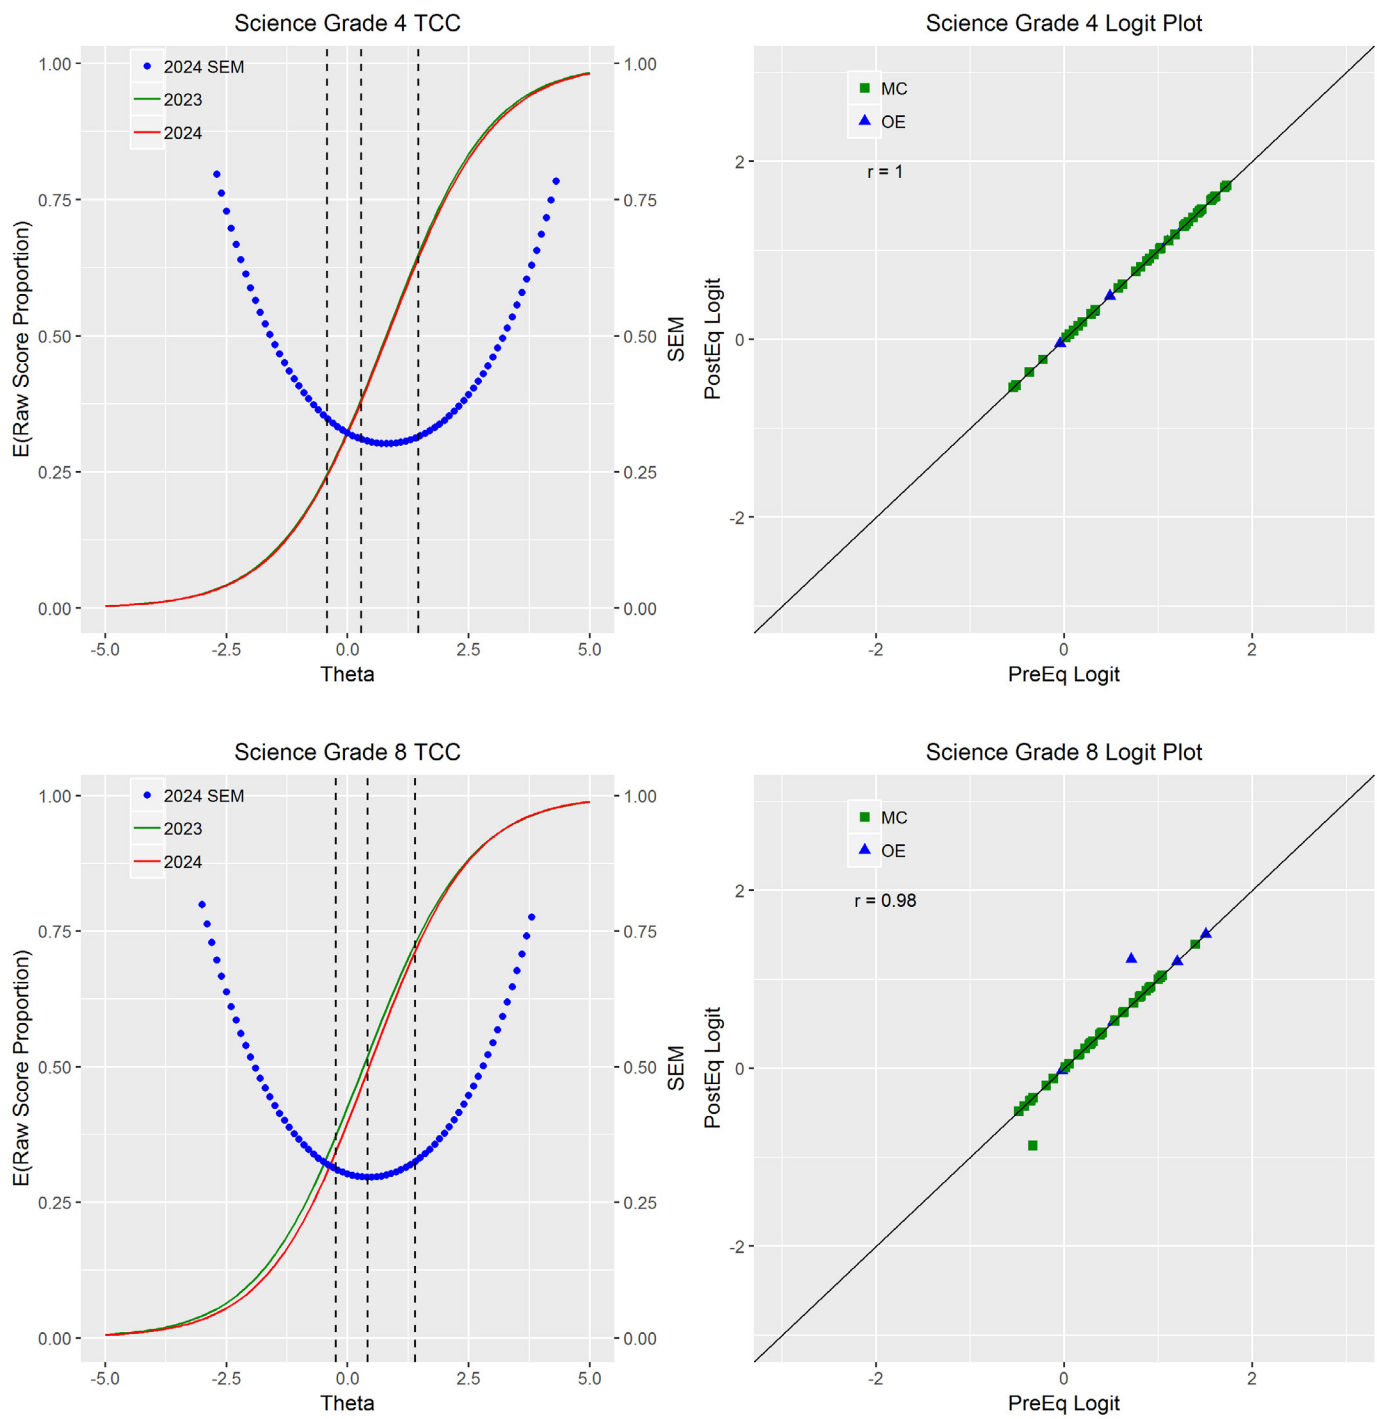 Science Grade 4 TCC
2024 SEM
2023
2024
1.00
0.75
0.50
0.25
0.00
E(Raw Score Proportion)
1.00
0.75
0.50
0.25
0.00
SEM
-5.0 -2.5 0.0 2.5 5.0
Theta
Science Grade 4 Logit Plot
MC
OE
r = 1
2
0
-2
PostEq Logit
-2 0 2
PreEq Logit
Science Grade 8 TCC
2024 SEM
2023
2024
1.00
0.75
0.50
0.25
0.00
E(Raw Score Proportion)
1.00
0.75
0.50
0.25
0.00
SEM
-5.0 -2.5 0.0 2.5 5.0
Theta
Science Grade 8 Logit Plot
MC
OE
r = 0.98
2
0
-2
PostEq Logit
-2 0 2
PreEq Logit